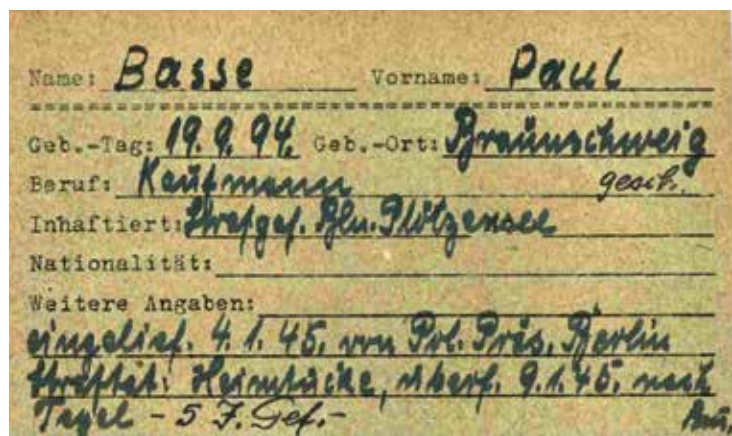 Name: Basse Vorname: Paul
Geb.-Tag: 19. 9. 94. Geb.-Ort: Braunschweig
Beruf: Kaufmann gesch.
Inhaftiert: Strafgef. Bln. Plötzensee
Nationalität:
Weitere Angaben:
eingelief. 4. 1. 45. von Pol. Präs. Berlin
Straftat: Heimtücke, überf. 9. 1. 45. nach
Tegel - 5 J. Gef. -